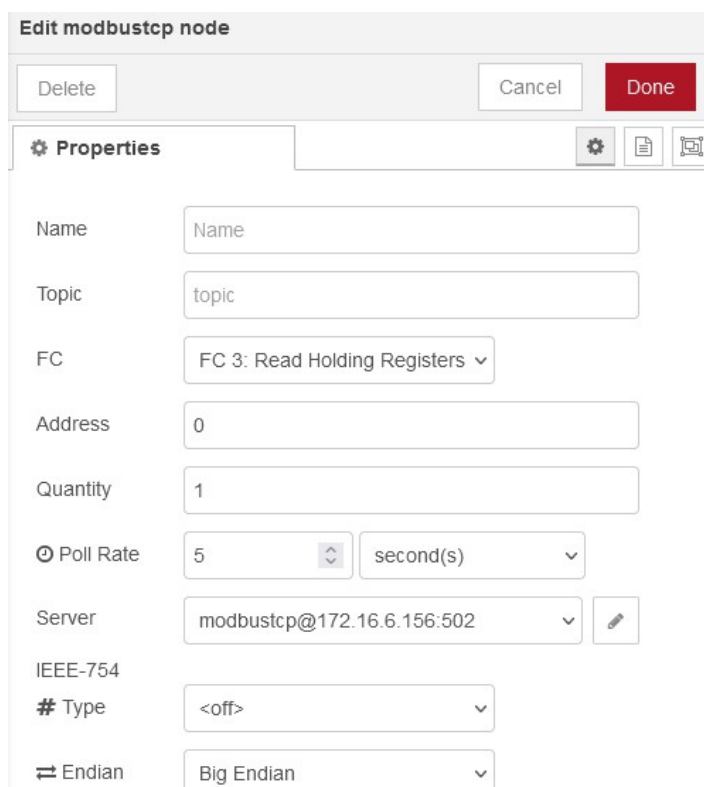 Edit modbustcp node
Delete
Cancel
Done
Properties
Name
Name
Topic
topic
FC
FC 3: Read Holding Registers
Address
0
Quantity
1
Poll Rate
5
second(s)
Server
modbustcp@172.16.6.156:502
IEEE-754
# Type
<off>
Endian
Big Endian